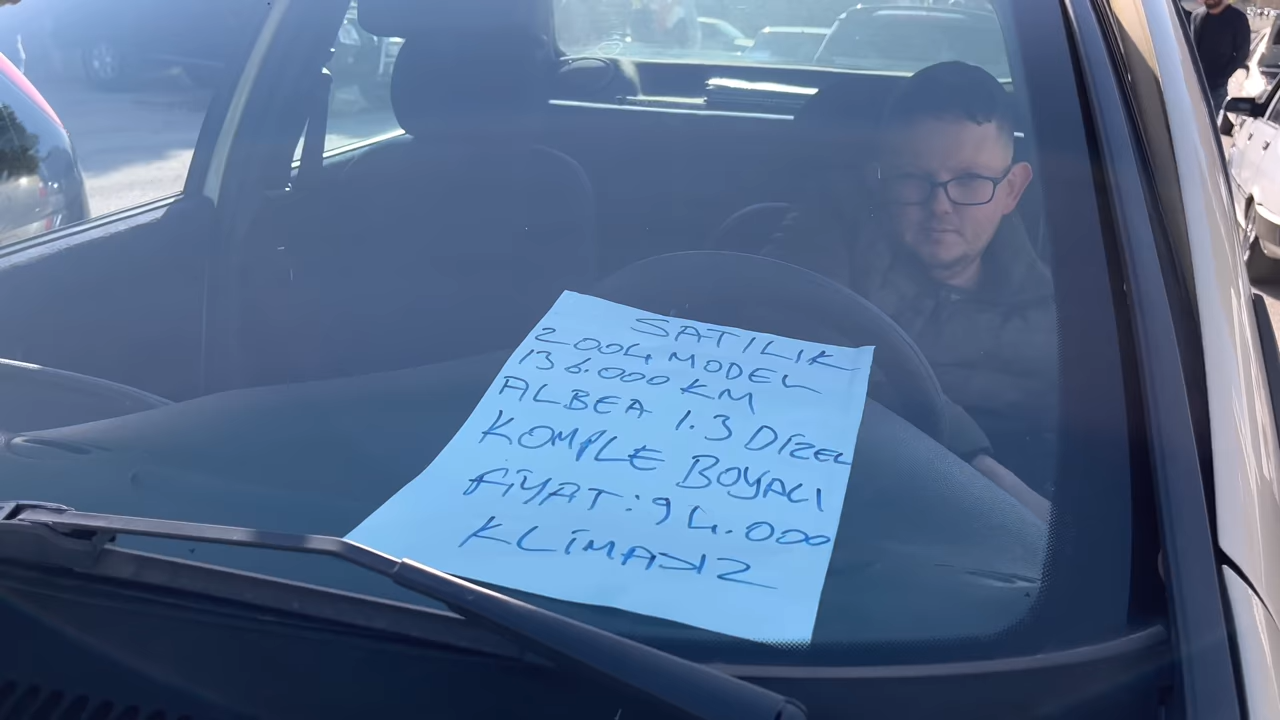 SATILIK
2004 MODEL
136.000 KM
ALBEA 1.3 DİZEL
KOMPLE BOYALI
FİYAT: 94.000
KLİMASIZ